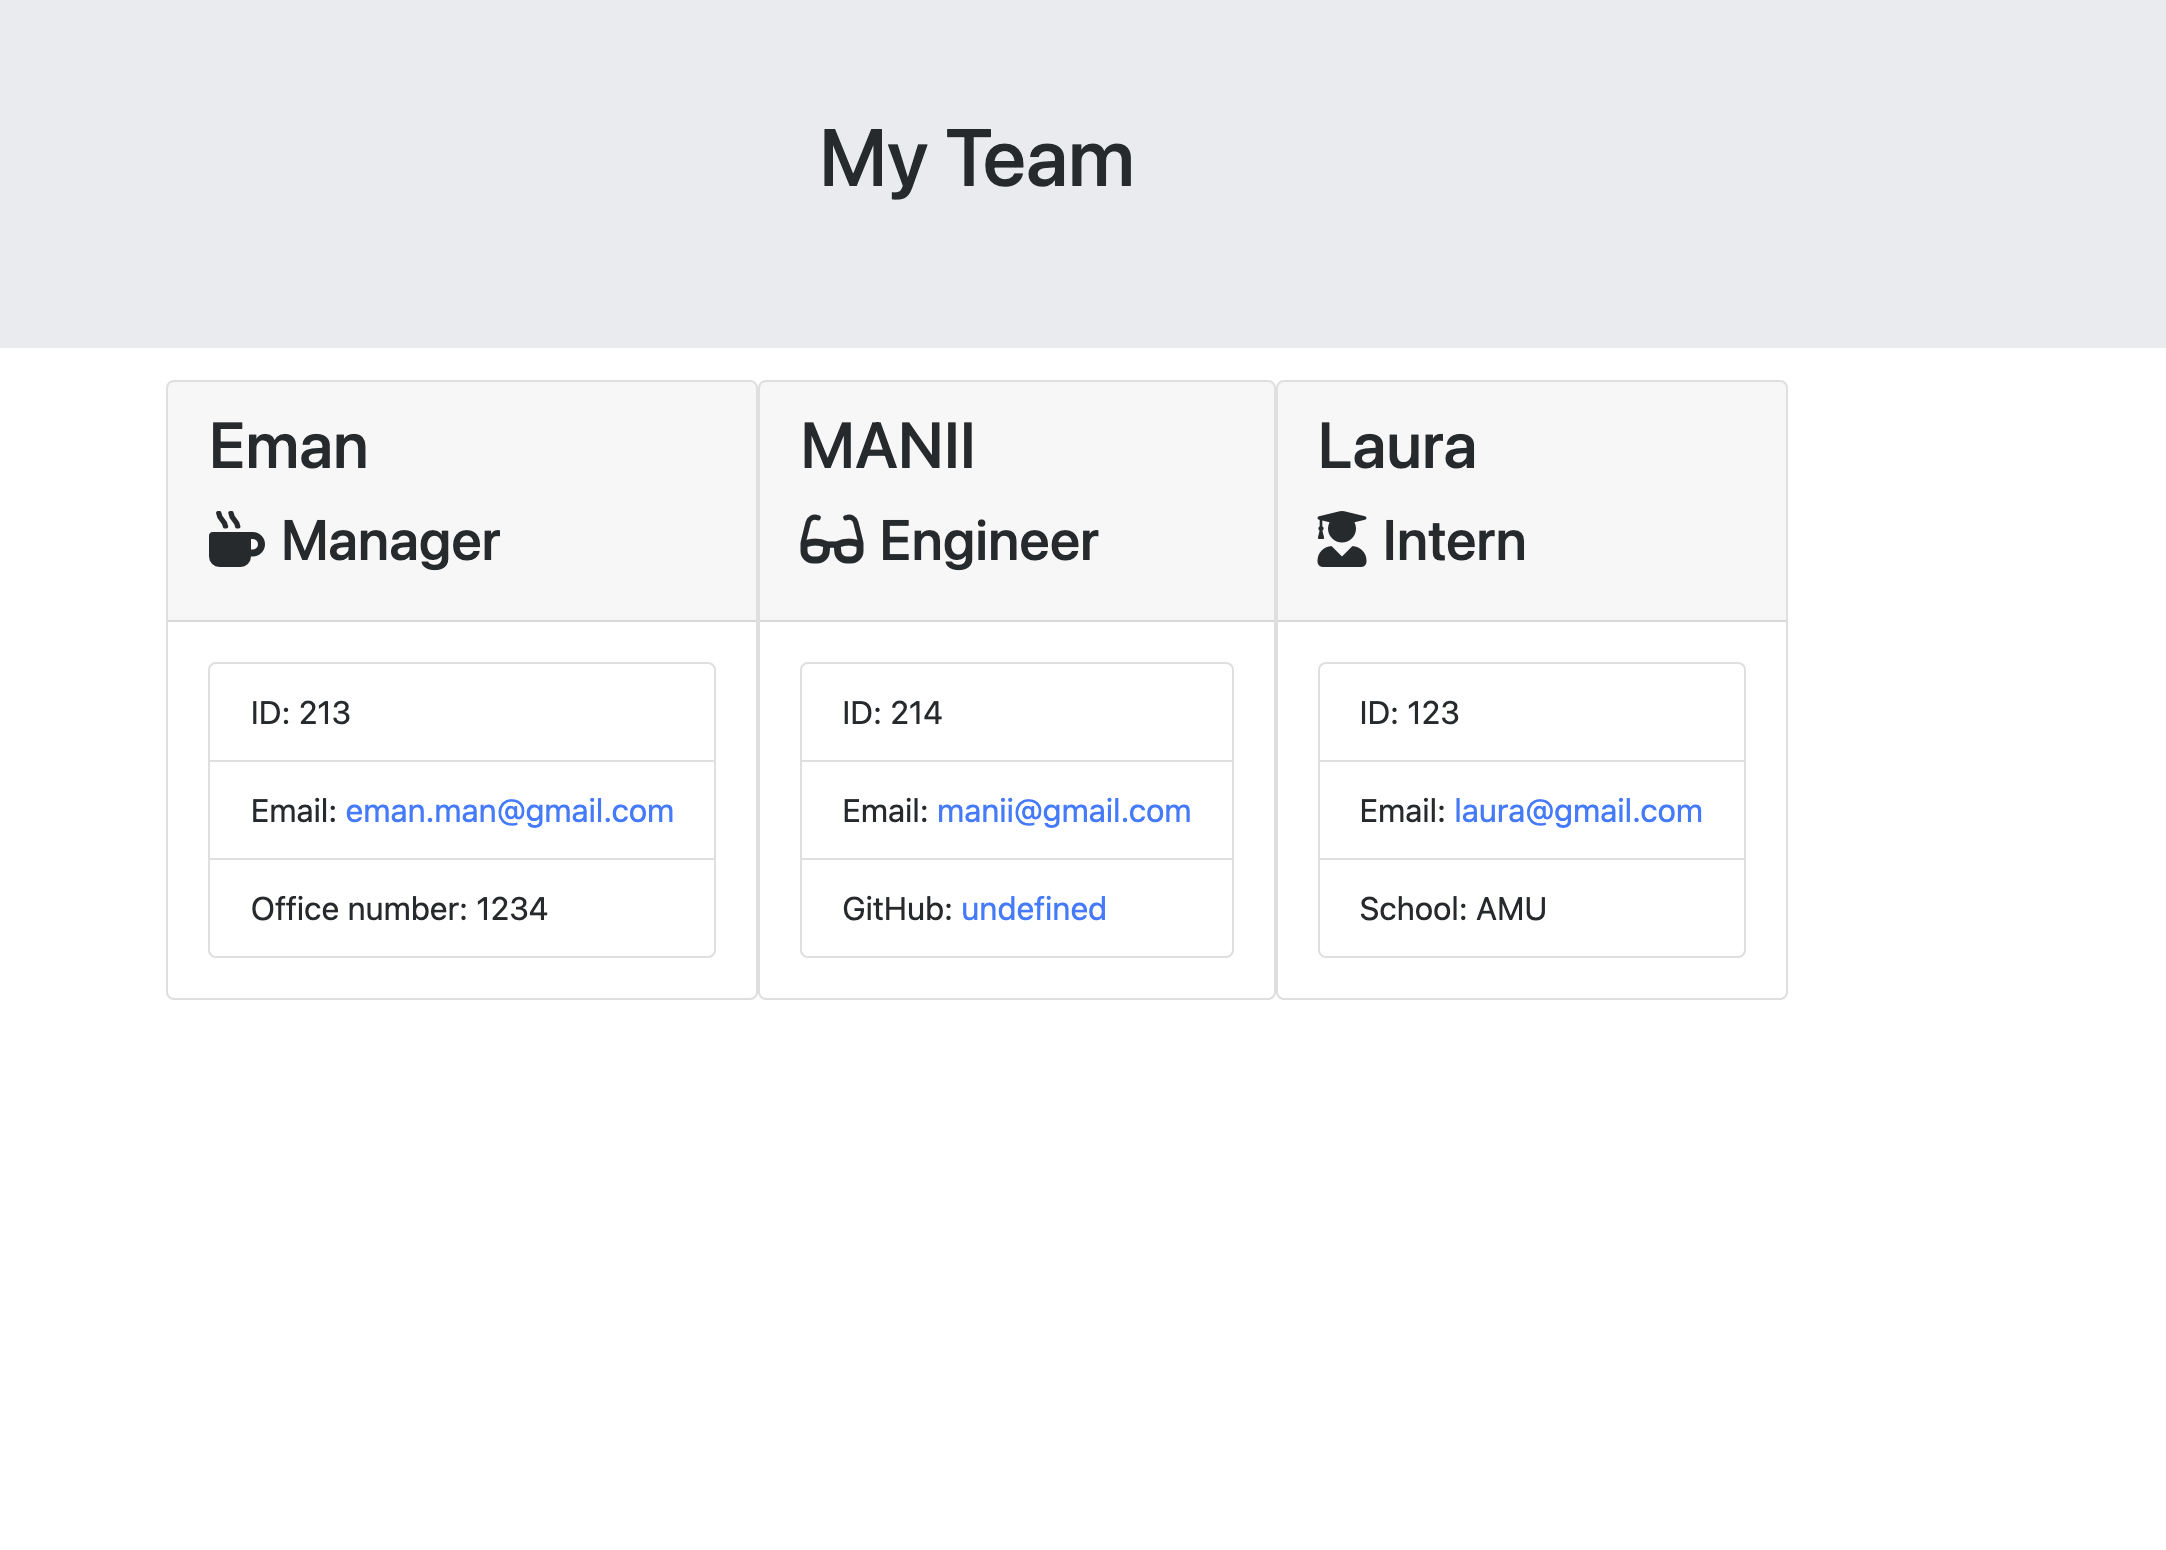 My Team
Eman
Manager
ID: 213
Email: eman.man@gmail.com
Office number: 1234
MANII
Engineer
ID: 214
Email: manii@gmail.com
GitHub: undefined
Laura
Intern
ID: 123
Email: laura@gmail.com
School: AMU